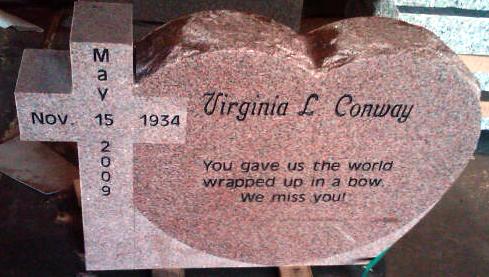 May
Nov. 15 1934
2009
Virginia L Conway
You gave us the world
wrapped up in a bow.
We miss you!